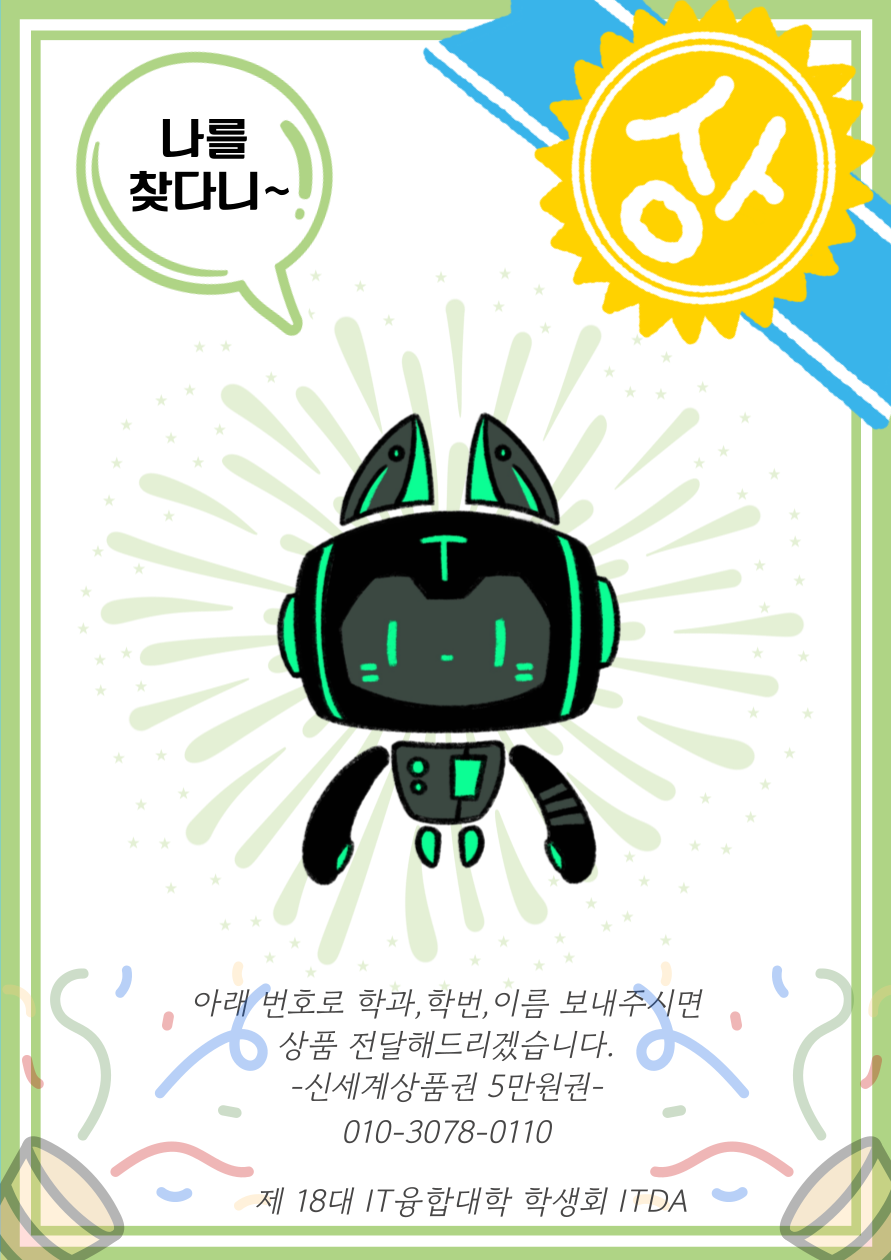 나를
찾다니~
상
T
아래 번호로 학과,학번,이름 보내주시면
상품 전달해드리겠습니다.
-신세계상품권 5만원권-
010-3078-0110
제 18대 IT융합대학 학생회 ITDA